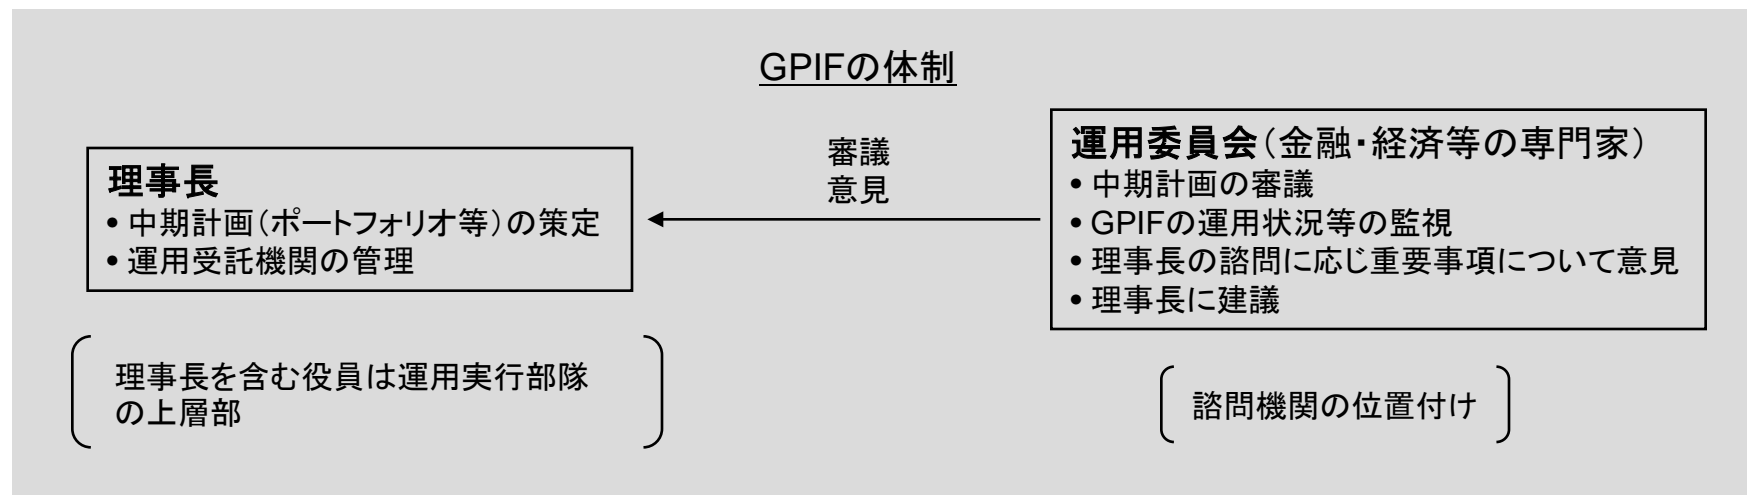 GPIFの体制
理事長
• 中期計画（ポートフォリオ等）の策定
• 運用受託機関の管理
審議
意見
運用委員会（金融・経済等の専門家）
• 中期計画の審議
• GPIFの運用状況等の監視
• 理事長の諮問に応じ重要事項について意見
• 理事長に建議
理事長を含む役員は運用実行部隊
の上層部
諮問機関の位置付け